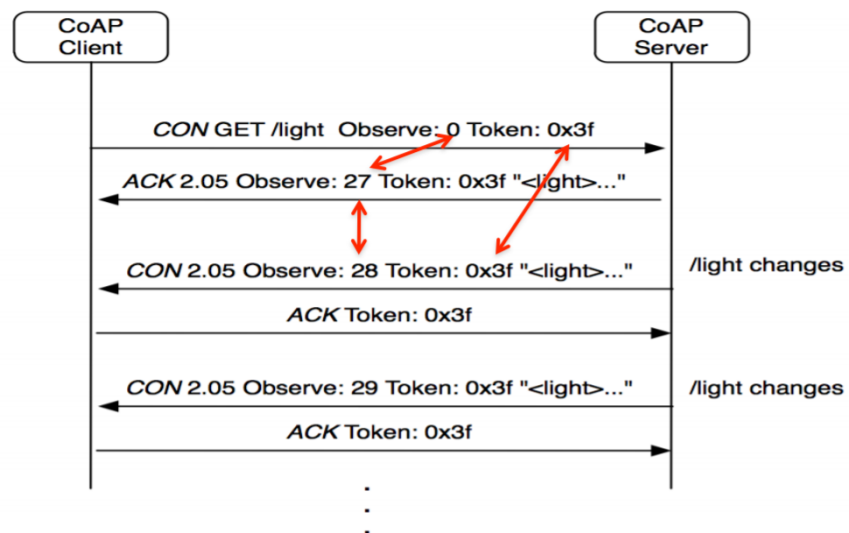 CoAP
Client
CoAP
Server
CON GET /light Observe: 0 Token: 0x3f
ACK 2.05 Observe: 27 Token: 0x3f "<light>..."
CON 2.05 Observe: 28 Token: 0x3f "<light>..."
/light changes
ACK Token: 0x3f
CON 2.05 Observe: 29 Token: 0x3f "<light>..."
/light changes
ACK Token: 0x3f
.
.
.